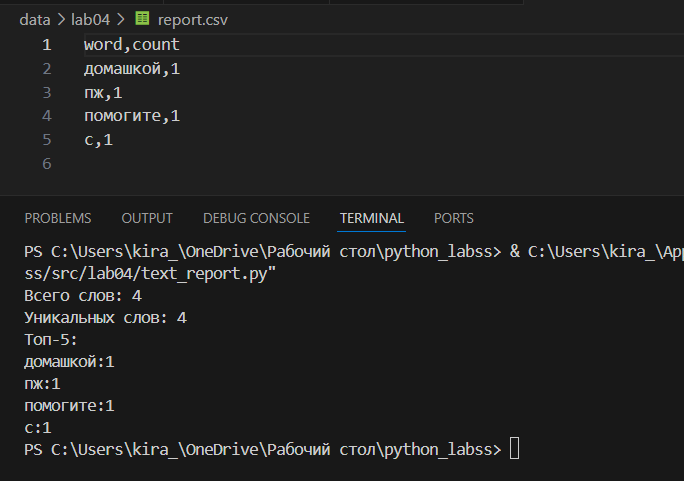 data > lab04 > report.csv
1 word,count
2 домашкой,1
3 пж,1
4 помогите,1
5 с,1
6
PROBLEMS OUTPUT DEBUG CONSOLE TERMINAL PORTS
PS C:\Users\kira_\OneDrive\Рабочий стол\python_labss> & C:\Users\kira_\App
ss/src/lab04/text_report.py"
Всего слов: 4
Уникальных слов: 4
Топ-5:
домашкой:1
пж:1
помогите:1
с:1
PS C:\Users\kira_\OneDrive\Рабочий стол\python_labss>